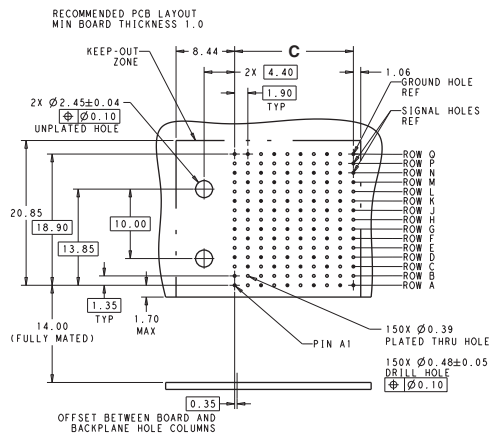 RECOMMENDED PCB LAYOUT
MIN BOARD THICKNESS 1.0
KEEP-OUT
ZONE
8.44
C
2X 4.40
1.06
1.90
TYP
GROUND HOLE
REF
SIGNAL HOLES
REF
2X Ø2.45±0.04
⌖ Ø0.10
UNPLATED HOLE
ROW Q
ROW P
ROW N
ROW M
ROW L
ROW K
ROW J
ROW H
ROW G
ROW F
ROW E
ROW D
ROW C
ROW B
ROW A
20.85
18.90
13.85
10.00
1.35
TYP
1.70
MAX
14.00
(FULLY MATED)
PIN A1
150X Ø0.39
PLATED THRU HOLE
150X Ø0.48±0.05
DRILL HOLE
⌖ Ø0.10
0.35
OFFSET BETWEEN BOARD AND
BACKPLANE HOLE COLUMNS